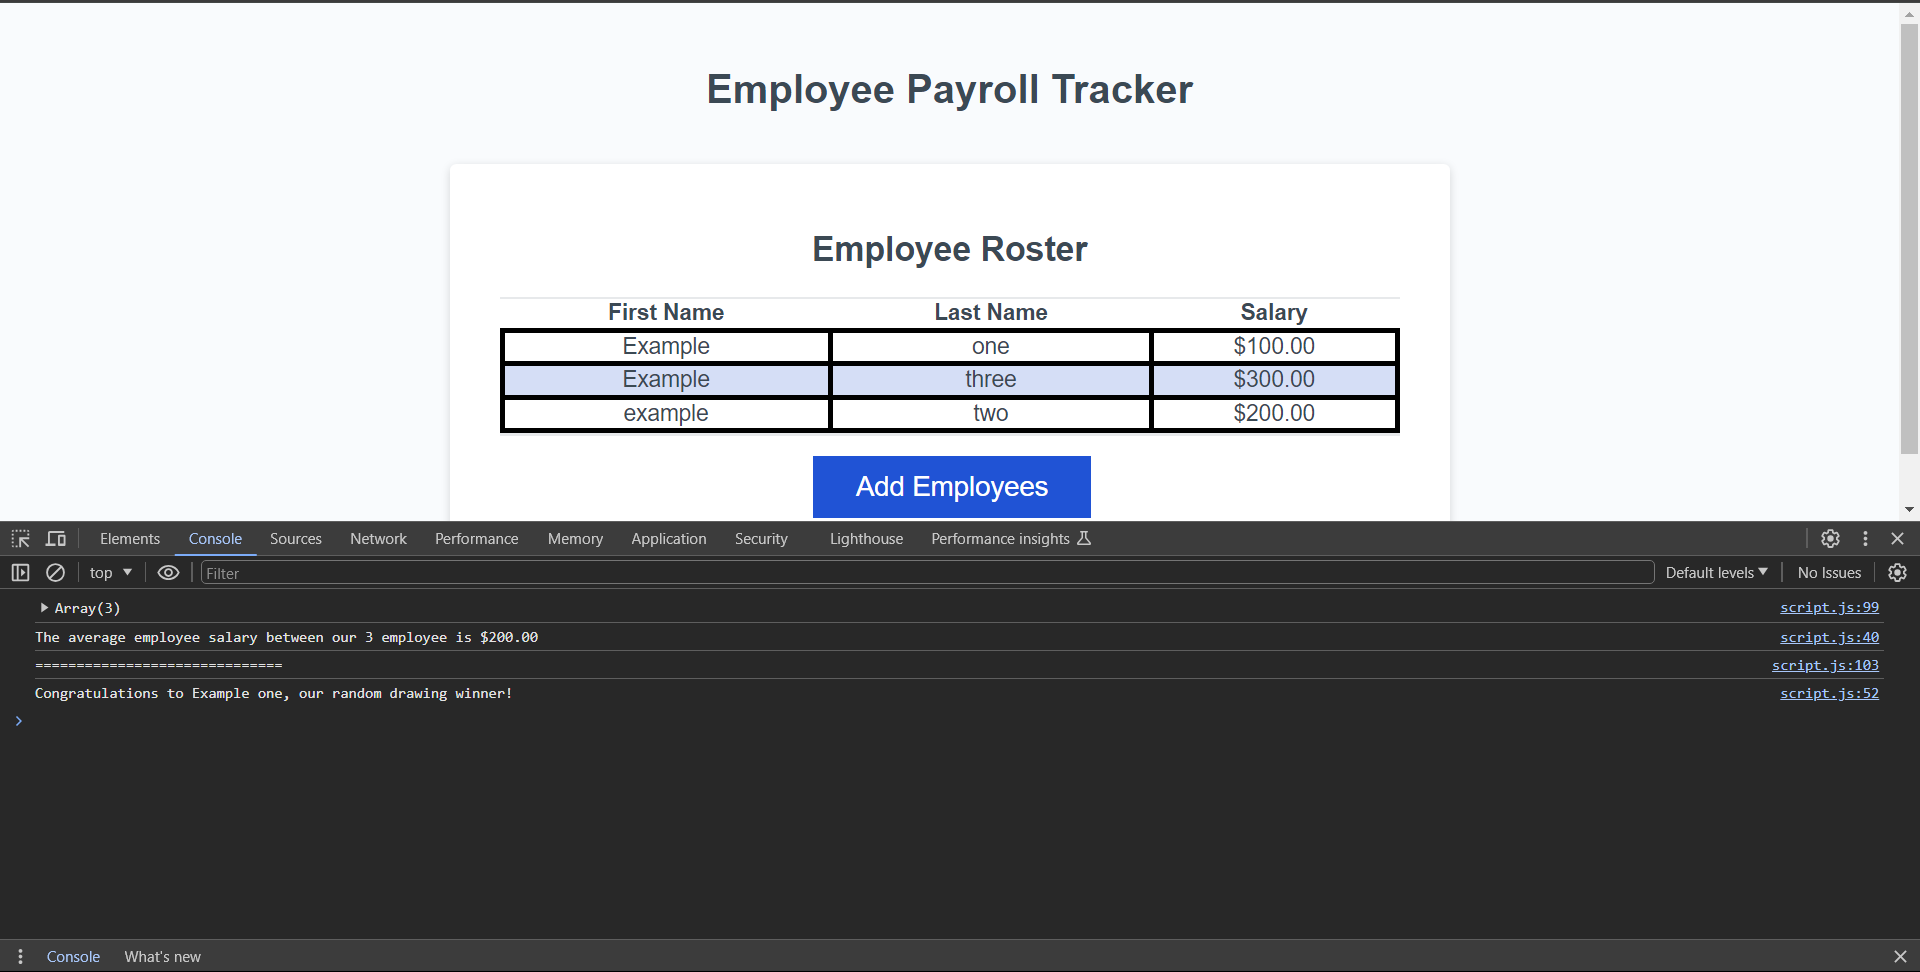 Employee Payroll Tracker
Employee Roster
First Name Last Name Salary
Example one $100.00
Example three $300.00
example two $200.00
Add Employees
Elements Console Sources Network Performance Memory Application Security Lighthouse Performance insights
top Filter Default levels No Issues
Array(3) script.js:99
The average employee salary between our 3 employee is $200.00 script.js:40
============================== script.js:103
Congratulations to Example one, our random drawing winner! script.js:52
Console What's new